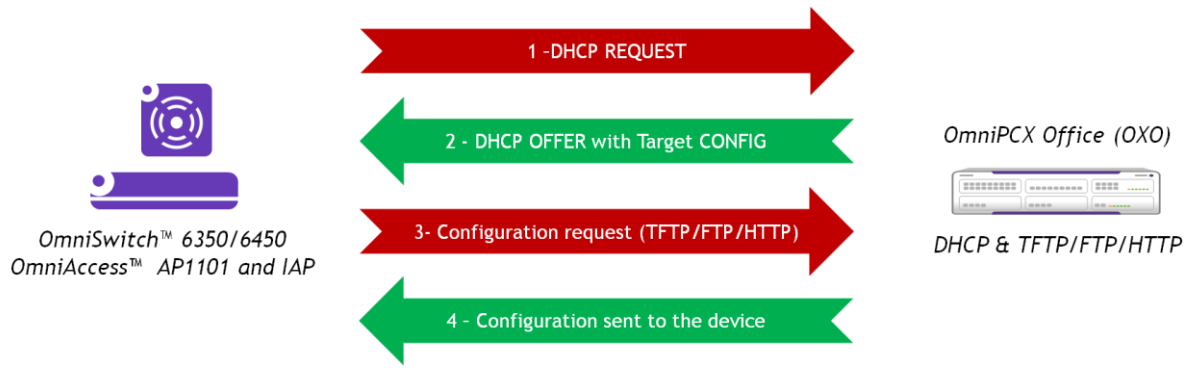 1 –DHCP REQUEST
2 - DHCP OFFER with Target CONFIG
OmniPCX Office (OXO)
3- Configuration request (TFTP/FTP/HTTP)
OmniSwitch™ 6350/6450
OmniAccess™ AP1101 and IAP
DHCP & TFTP/FTP/HTTP
4 – Configuration sent to the device